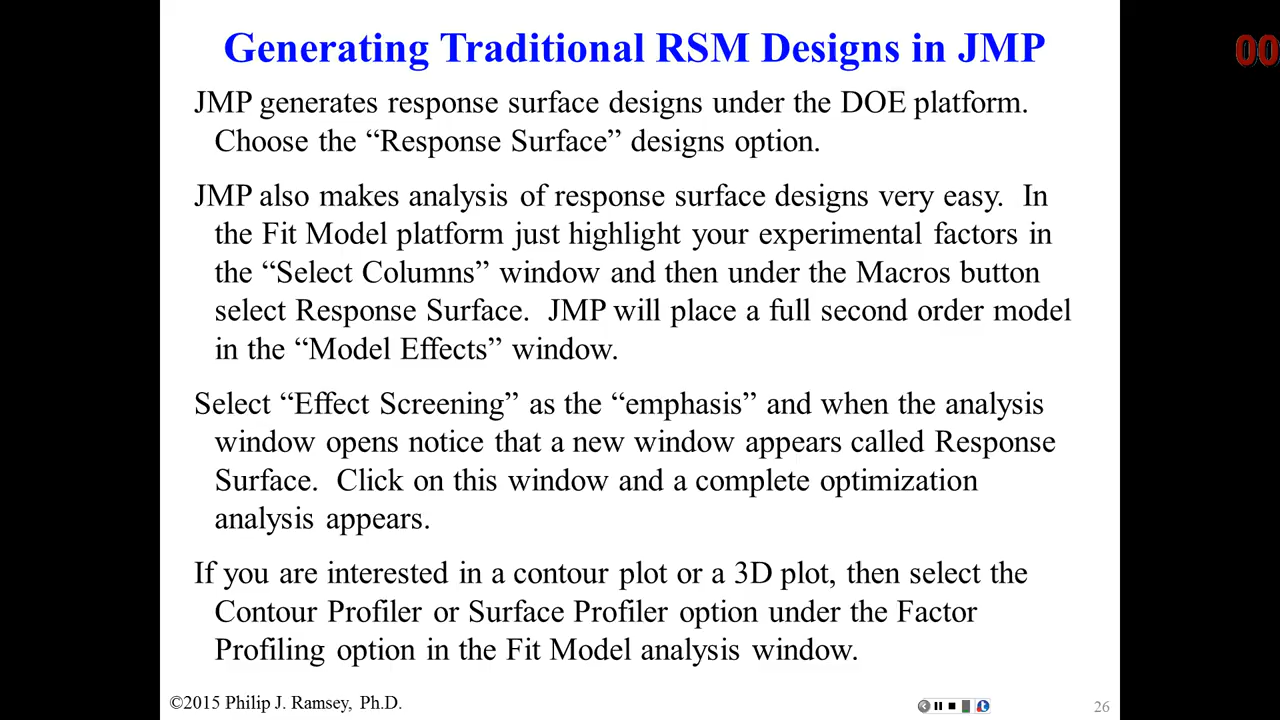 Generating Traditional RSM Designs in JMP
00
JMP generates response surface designs under the DOE platform.
Choose the “Response Surface” designs option.
JMP also makes analysis of response surface designs very easy.  In
the Fit Model platform just highlight your experimental factors in
the “Select Columns” window and then under the Macros button
select Response Surface.  JMP will place a full second order model
in the “Model Effects” window.
Select “Effect Screening” as the “emphasis” and when the analysis
window opens notice that a new window appears called Response
Surface.  Click on this window and a complete optimization
analysis appears.
If you are interested in a contour plot or a 3D plot, then select the
Contour Profiler or Surface Profiler option under the Factor
Profiling option in the Fit Model analysis window.
©2015 Philip J. Ramsey, Ph.D.
26